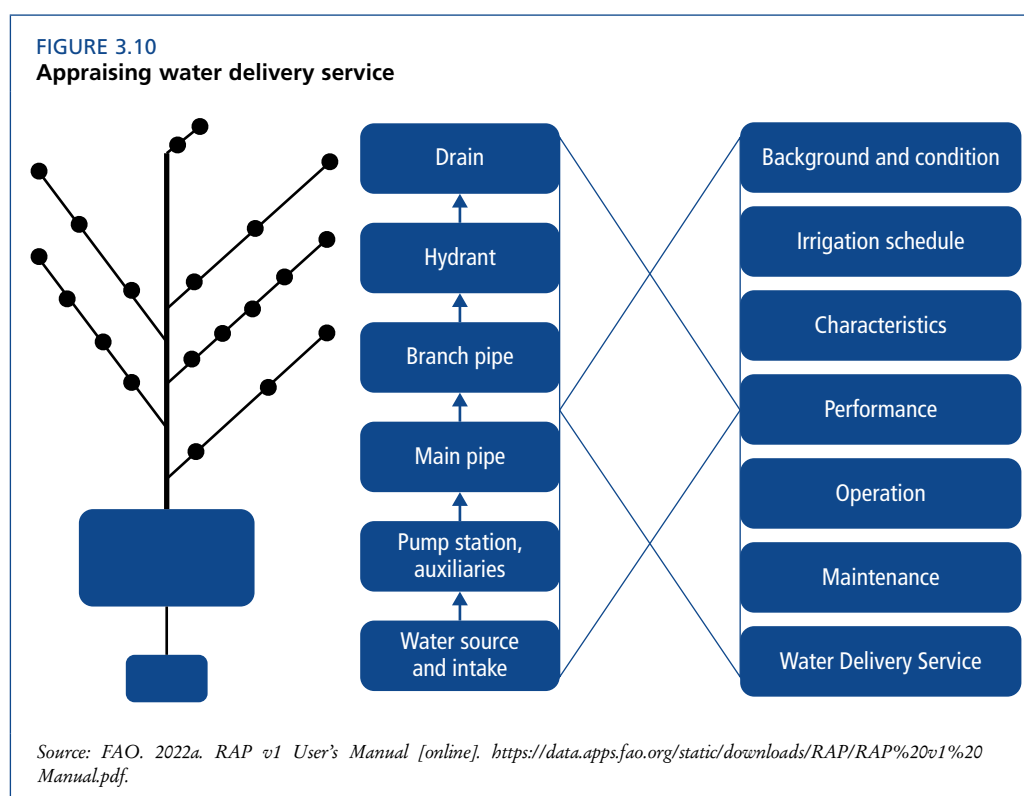 FIGURE 3.10
Appraising water delivery service
Drain
Hydrant
Branch pipe
Main pipe
Pump station,
auxiliaries
Water source
and intake
Background and condition
Irrigation schedule
Characteristics
Performance
Operation
Maintenance
Water Delivery Service
Source: FAO. 2022a. RAP v1 User's Manual [online]. https://data.apps.fao.org/static/downloads/RAP/RAP%20v1%20
Manual.pdf.